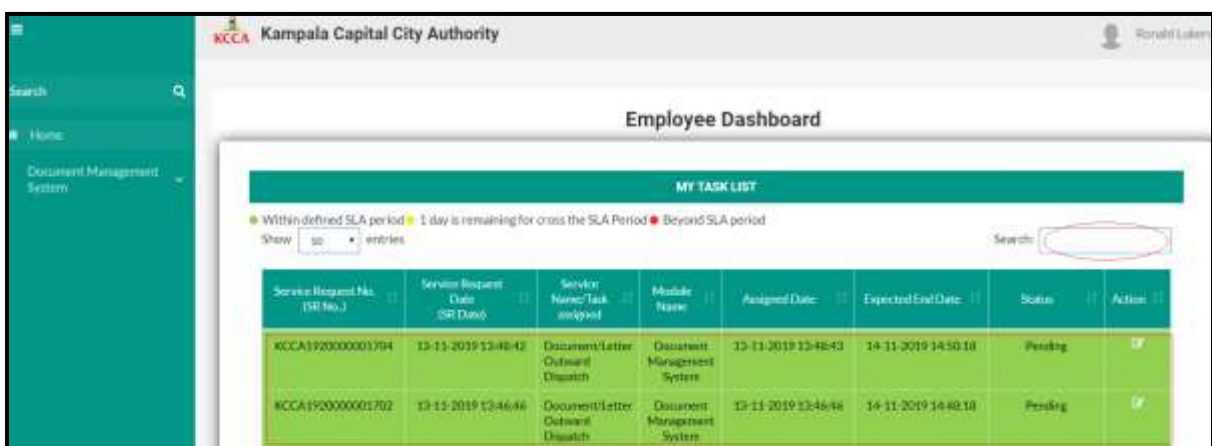 KCCA Kampala Capital City Authority
Ronald
Search
Employee Dashboard
Home
Document Management
System
MY TASK LIST
Within defined SLA period 1 day is remaining for cross the SLA Period Beyond SLA period
Show 50 entries
Search:
Service Request No. (SR No.,) Service Request Date (SR Date) Service Name/Task assigned Module Name Assigned Date Expected End Date Status Action
KCCA1920000001704 13-11-2019 13:48:42 Document/Letter Outward Dispatch Document Management System 13-11-2019 13:48:43 14-11-2019 14:50:18 Pending
KCCA1920000001702 13-11-2019 13:46:46 Document/Letter Outward Dispatch Document Management System 13-11-2019 13:46:46 14-11-2019 14:48:18 Pending